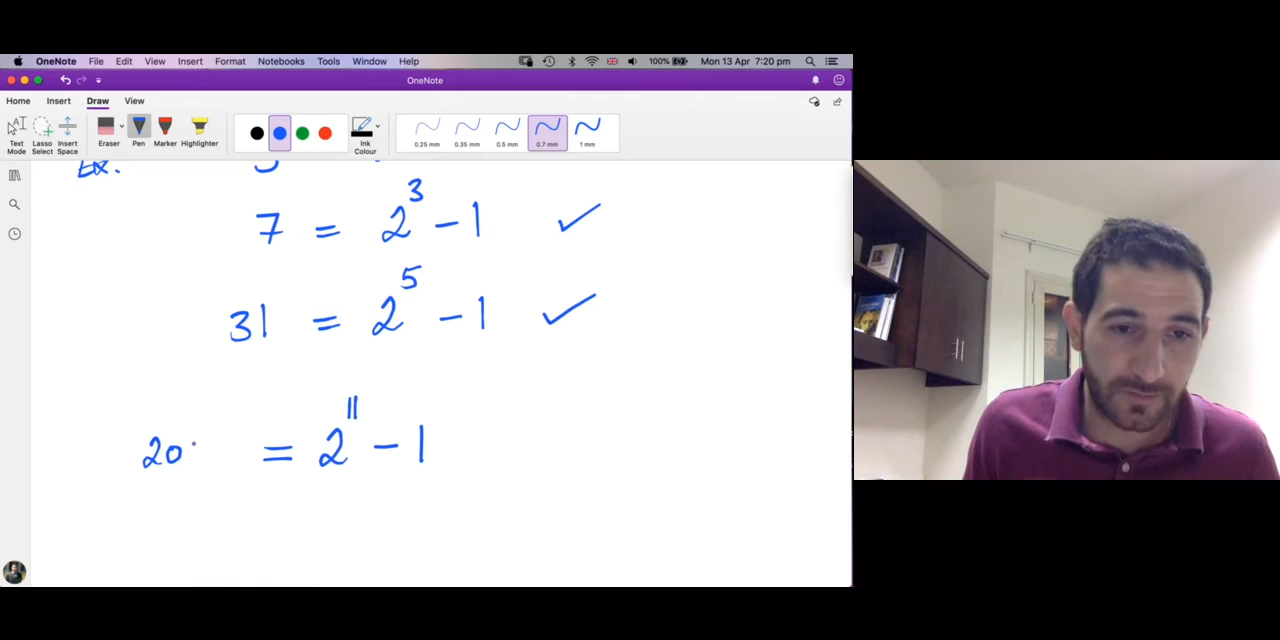 OneNote File Edit View Insert Format Notebooks Tools Window Help 100% Mon 13 Apr 7:20 pm
OneNote
Home Insert Draw View
Text Mode Lasso Select Insert Space Eraser Pen Marker Highlighter Ink Colour 0.25 mm 0.35 mm 0.5 mm 0.7 mm 1 mm
Ex.
7 = 2³ - 1 ✓
31 = 2⁵ - 1 ✓
20 = 2¹¹ - 1